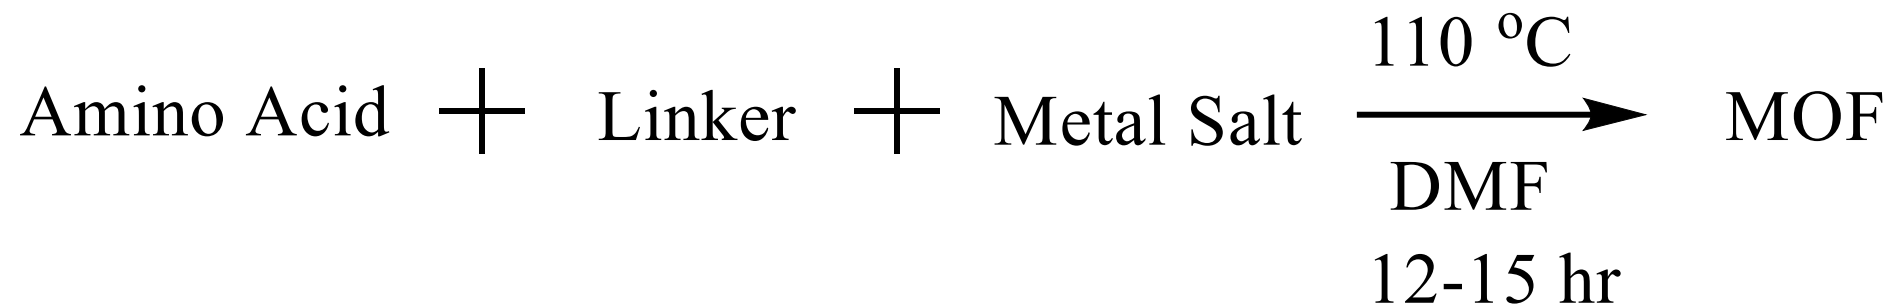 110 °C
Amino Acid + Linker + Metal Salt MOF
DMF
12-15 hr